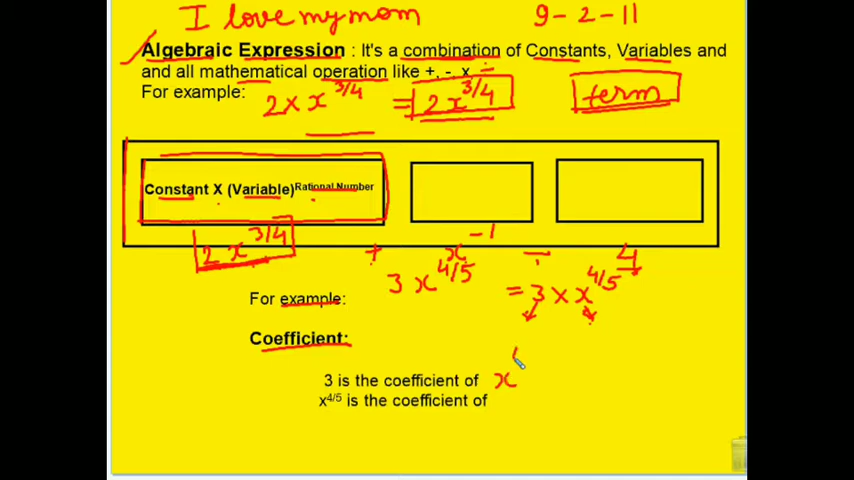 I love my mom 9-2-11
Algebraic Expression : It's a combination of Constants, Variables and
and all mathematical operation like +, -, x, ÷
For example: 2 × x^3/4 = 2x^3/4 term
Constant X (Variable)^Rational Number
2x^3/4 + x^-1 - 4
3x^4/5 = 3 × x^4/5
For example:
Coefficient:
3 is the coefficient of x
x^4/5 is the coefficient of